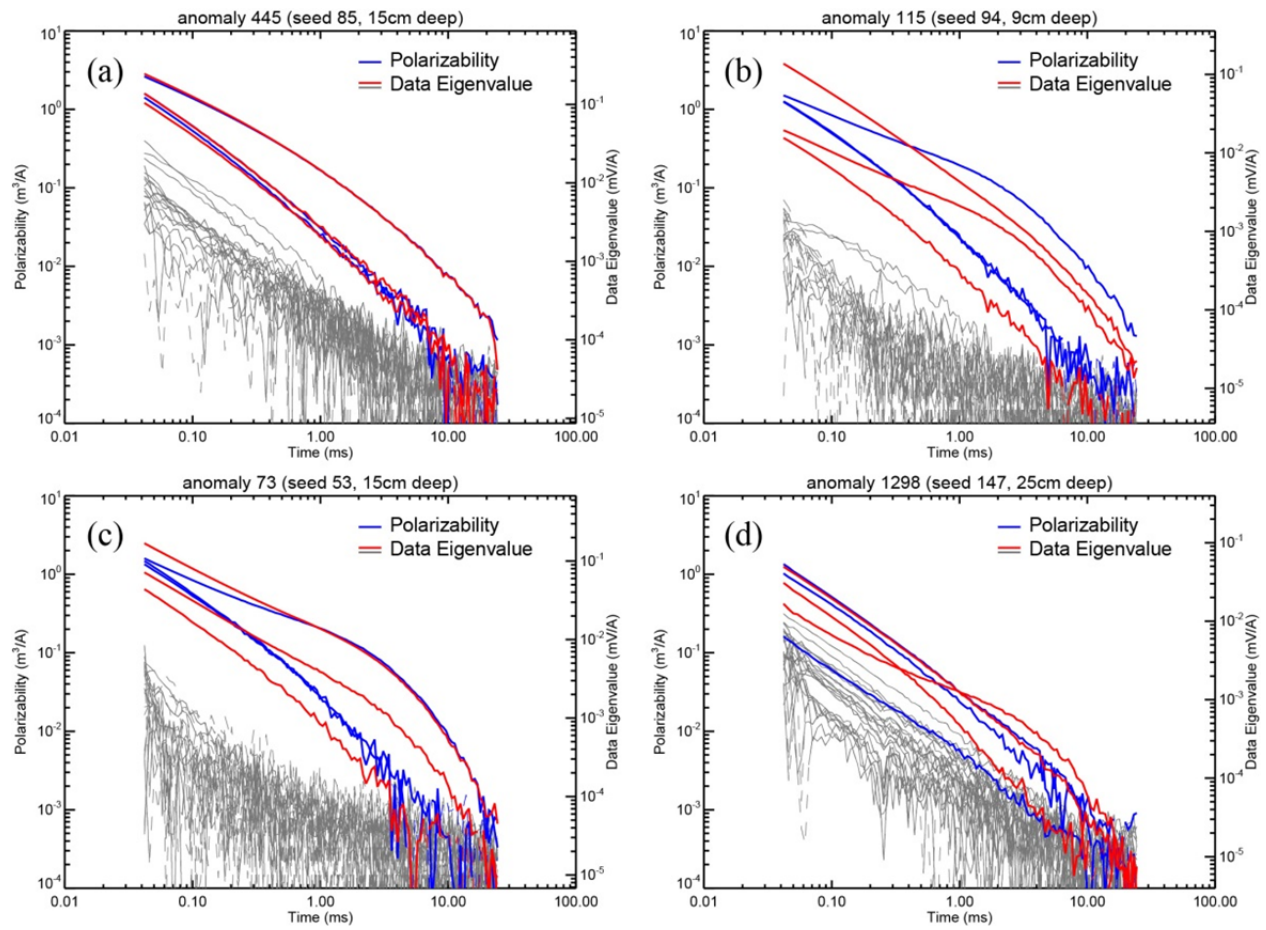 anomaly 445 (seed 85, 15cm deep)
(a)
Polarizability
Data Eigenvalue
10¹
10⁰
10⁻¹
10⁻²
10⁻³
10⁻⁴
Polarizability (m³/A)
10⁻¹
10⁻²
10⁻³
10⁻⁴
10⁻⁵
Data Eigenvalue (mV/A)
0.01 0.10 1.00 10.00 100.00
Time (ms)
anomaly 115 (seed 94, 9cm deep)
(b)
Polarizability
Data Eigenvalue
10¹
10⁰
10⁻¹
10⁻²
10⁻³
10⁻⁴
Polarizability (m³/A)
10⁻¹
10⁻²
10⁻³
10⁻⁴
10⁻⁵
Data Eigenvalue (mV/A)
0.01 0.10 1.00 10.00 100.00
Time (ms)
anomaly 73 (seed 53, 15cm deep)
(c)
Polarizability
Data Eigenvalue
10¹
10⁰
10⁻¹
10⁻²
10⁻³
10⁻⁴
Polarizability (m³/A)
10⁻¹
10⁻²
10⁻³
10⁻⁴
10⁻⁵
Data Eigenvalue (mV/A)
0.01 0.10 1.00 10.00 100.00
Time (ms)
anomaly 1298 (seed 147, 25cm deep)
(d)
Polarizability
Data Eigenvalue
10¹
10⁰
10⁻¹
10⁻²
10⁻³
10⁻⁴
Polarizability (m³/A)
10⁻¹
10⁻²
10⁻³
10⁻⁴
10⁻⁵
Data Eigenvalue (mV/A)
0.01 0.10 1.00 10.00 100.00
Time (ms)